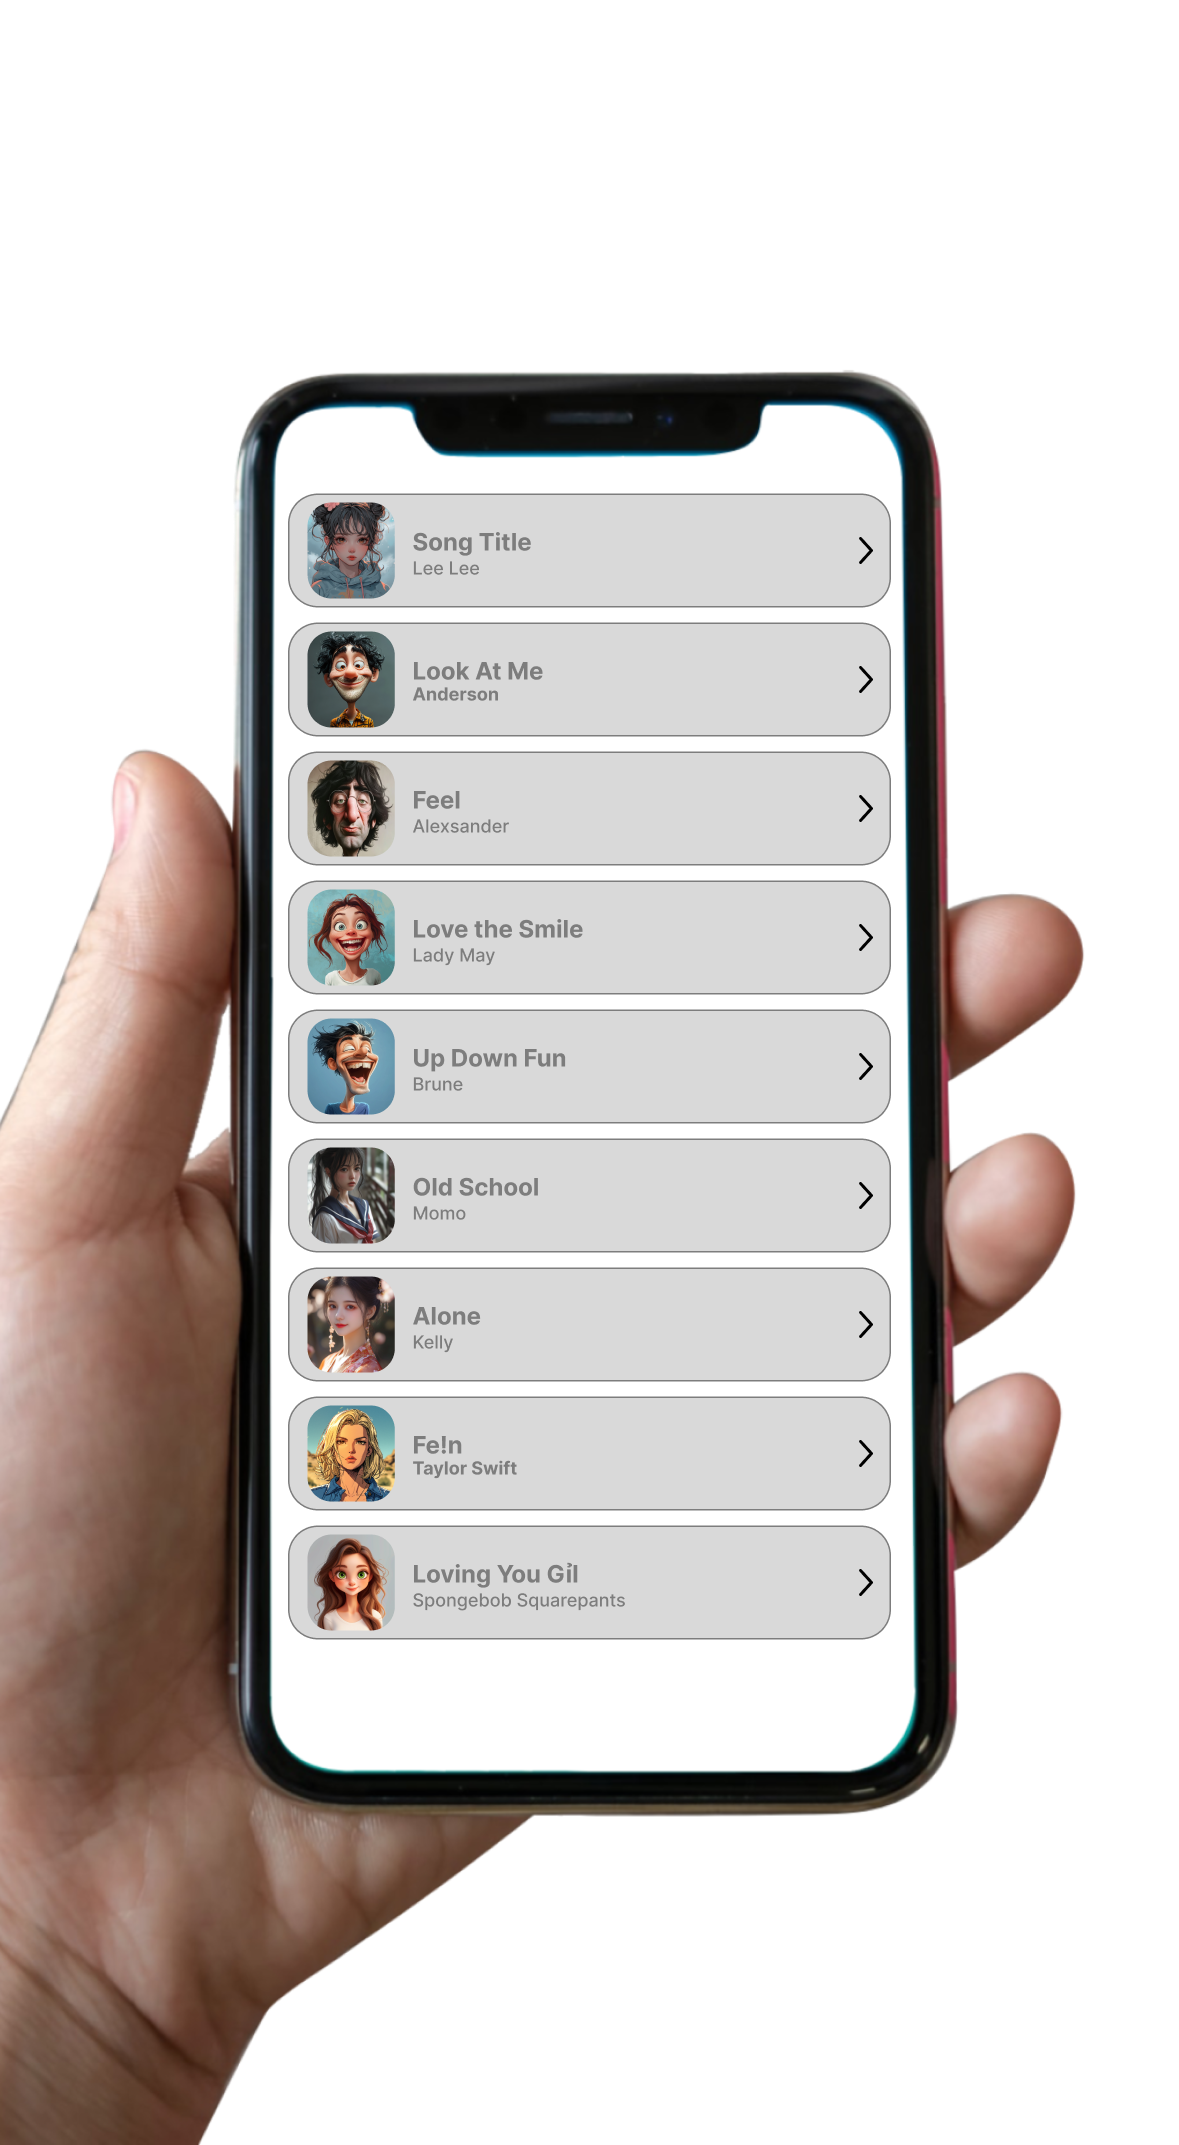 Song Title
Lee Lee
Look At Me
Anderson
Feel
Alexsander
Love the Smile
Lady May
Up Down Fun
Brune
Old School
Momo
Alone
Kelly
Fe!n
Taylor Swift
Loving You Gỉl
Spongebob Squarepants